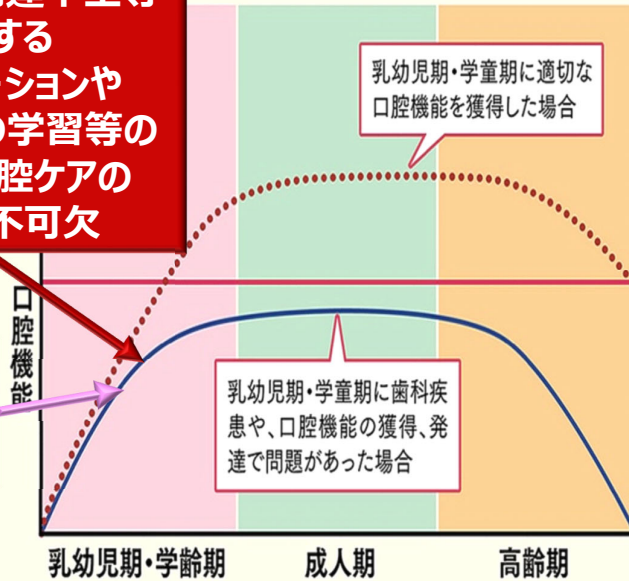 する
ションや
学習等の
腔ケアの
不可欠
乳幼児期・学童期に適切な
口腔機能を獲得した場合
口腔機能
乳幼児期・学童期に歯科疾
患や、口腔機能の獲得、発
達で問題があった場合
乳幼児期・学齢期
成人期
高齢期